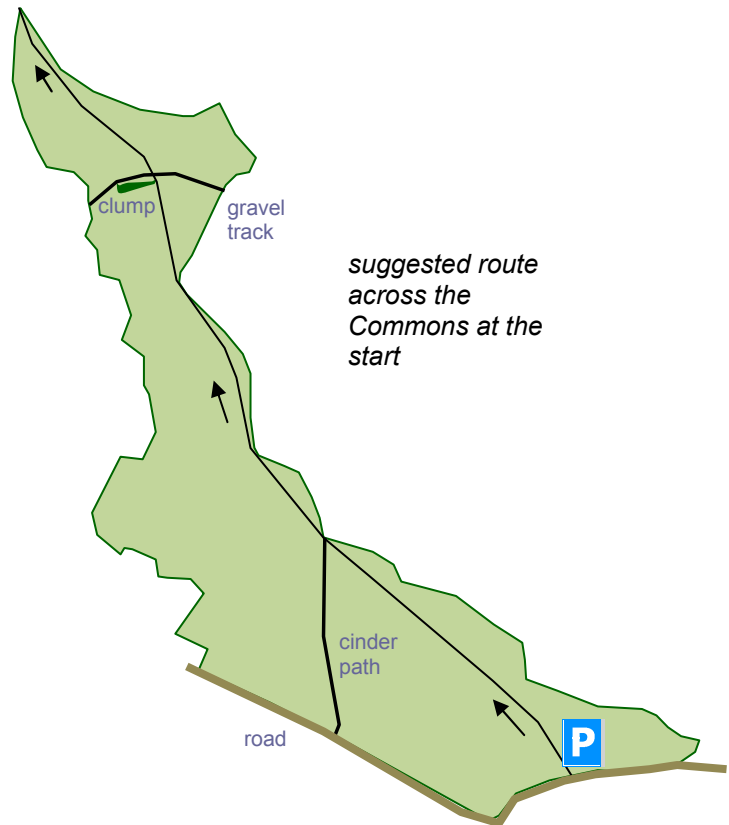 clump
gravel
track
suggested route
across the
Commons at the
start
cinder
path
road
P